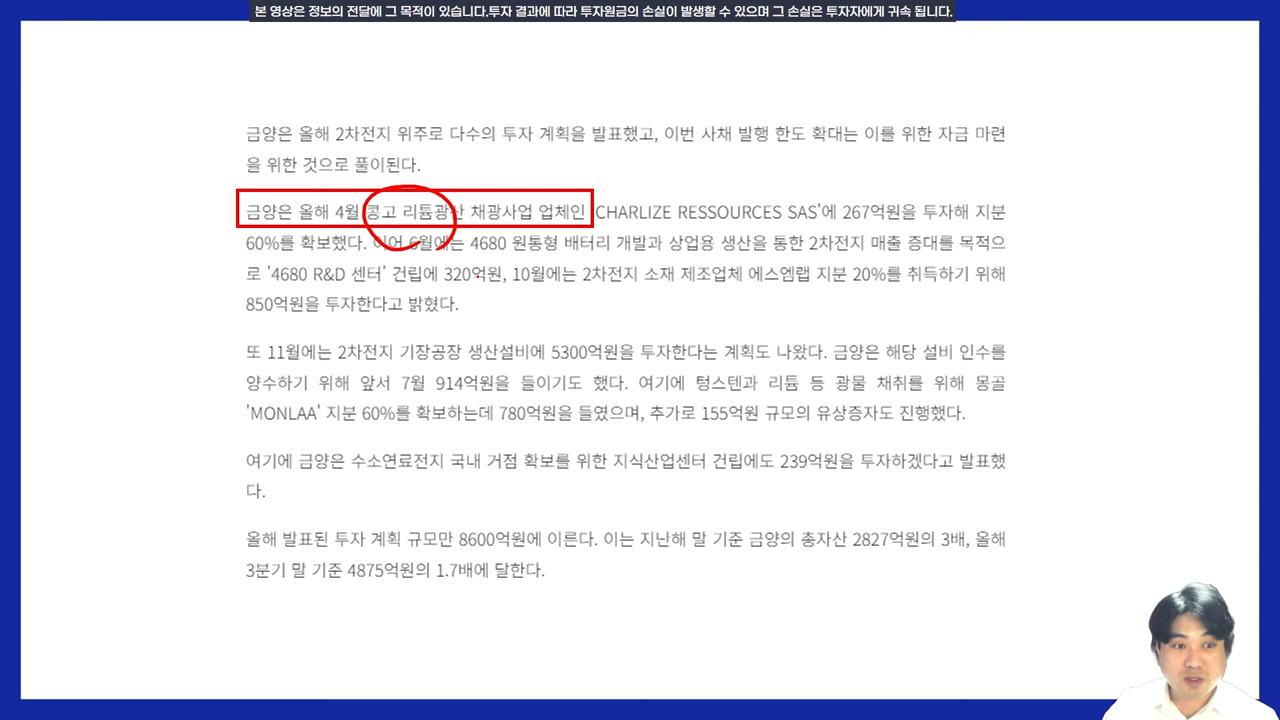 본 영상은 정보의 전달에 그 목적이 있습니다.투자 결과에 따라 투자원금의 손실이 발생할 수 있으며 그 손실은 투자자에게 귀속 됩니다.
금양은 올해 2차전지 위주로 다수의 투자 계획을 발표했고, 이번 사채 발행 한도 확대는 이를 위한 자금 마련
을 위한 것으로 풀이된다.
금양은 올해 4월 콩고 리튬광산 채광사업 업체인 'CHARLIZE RESSOURCES SAS'에 267억원을 투자해 지분
60%를 확보했다. 이어 6월에는 4680 원통형 배터리 개발과 상업용 생산을 통한 2차전지 매출 증대를 목적으
로 '4680 R&D 센터' 건립에 320억원, 10월에는 2차전지 소재 제조업체 에스엠랩 지분 20%를 취득하기 위해
850억원을 투자한다고 밝혔다.
또 11월에는 2차전지 기장공장 생산설비에 5300억원을 투자한다는 계획도 나왔다. 금양은 해당 설비 인수를
양수하기 위해 앞서 7월 914억원을 들이기도 했다. 여기에 텅스텐과 리튬 등 광물 채취를 위해 몽골
'MONLAA' 지분 60%를 확보하는데 780억원을 들였으며, 추가로 155억원 규모의 유상증자도 진행했다.
여기에 금양은 수소연료전지 국내 거점 확보를 위한 지식산업센터 건립에도 239억원을 투자하겠다고 발표했
다.
올해 발표된 투자 계획 규모만 8600억원에 이른다. 이는 지난해 말 기준 금양의 총자산 2827억원의 3배, 올해
3분기 말 기준 4875억원의 1.7배에 달한다.